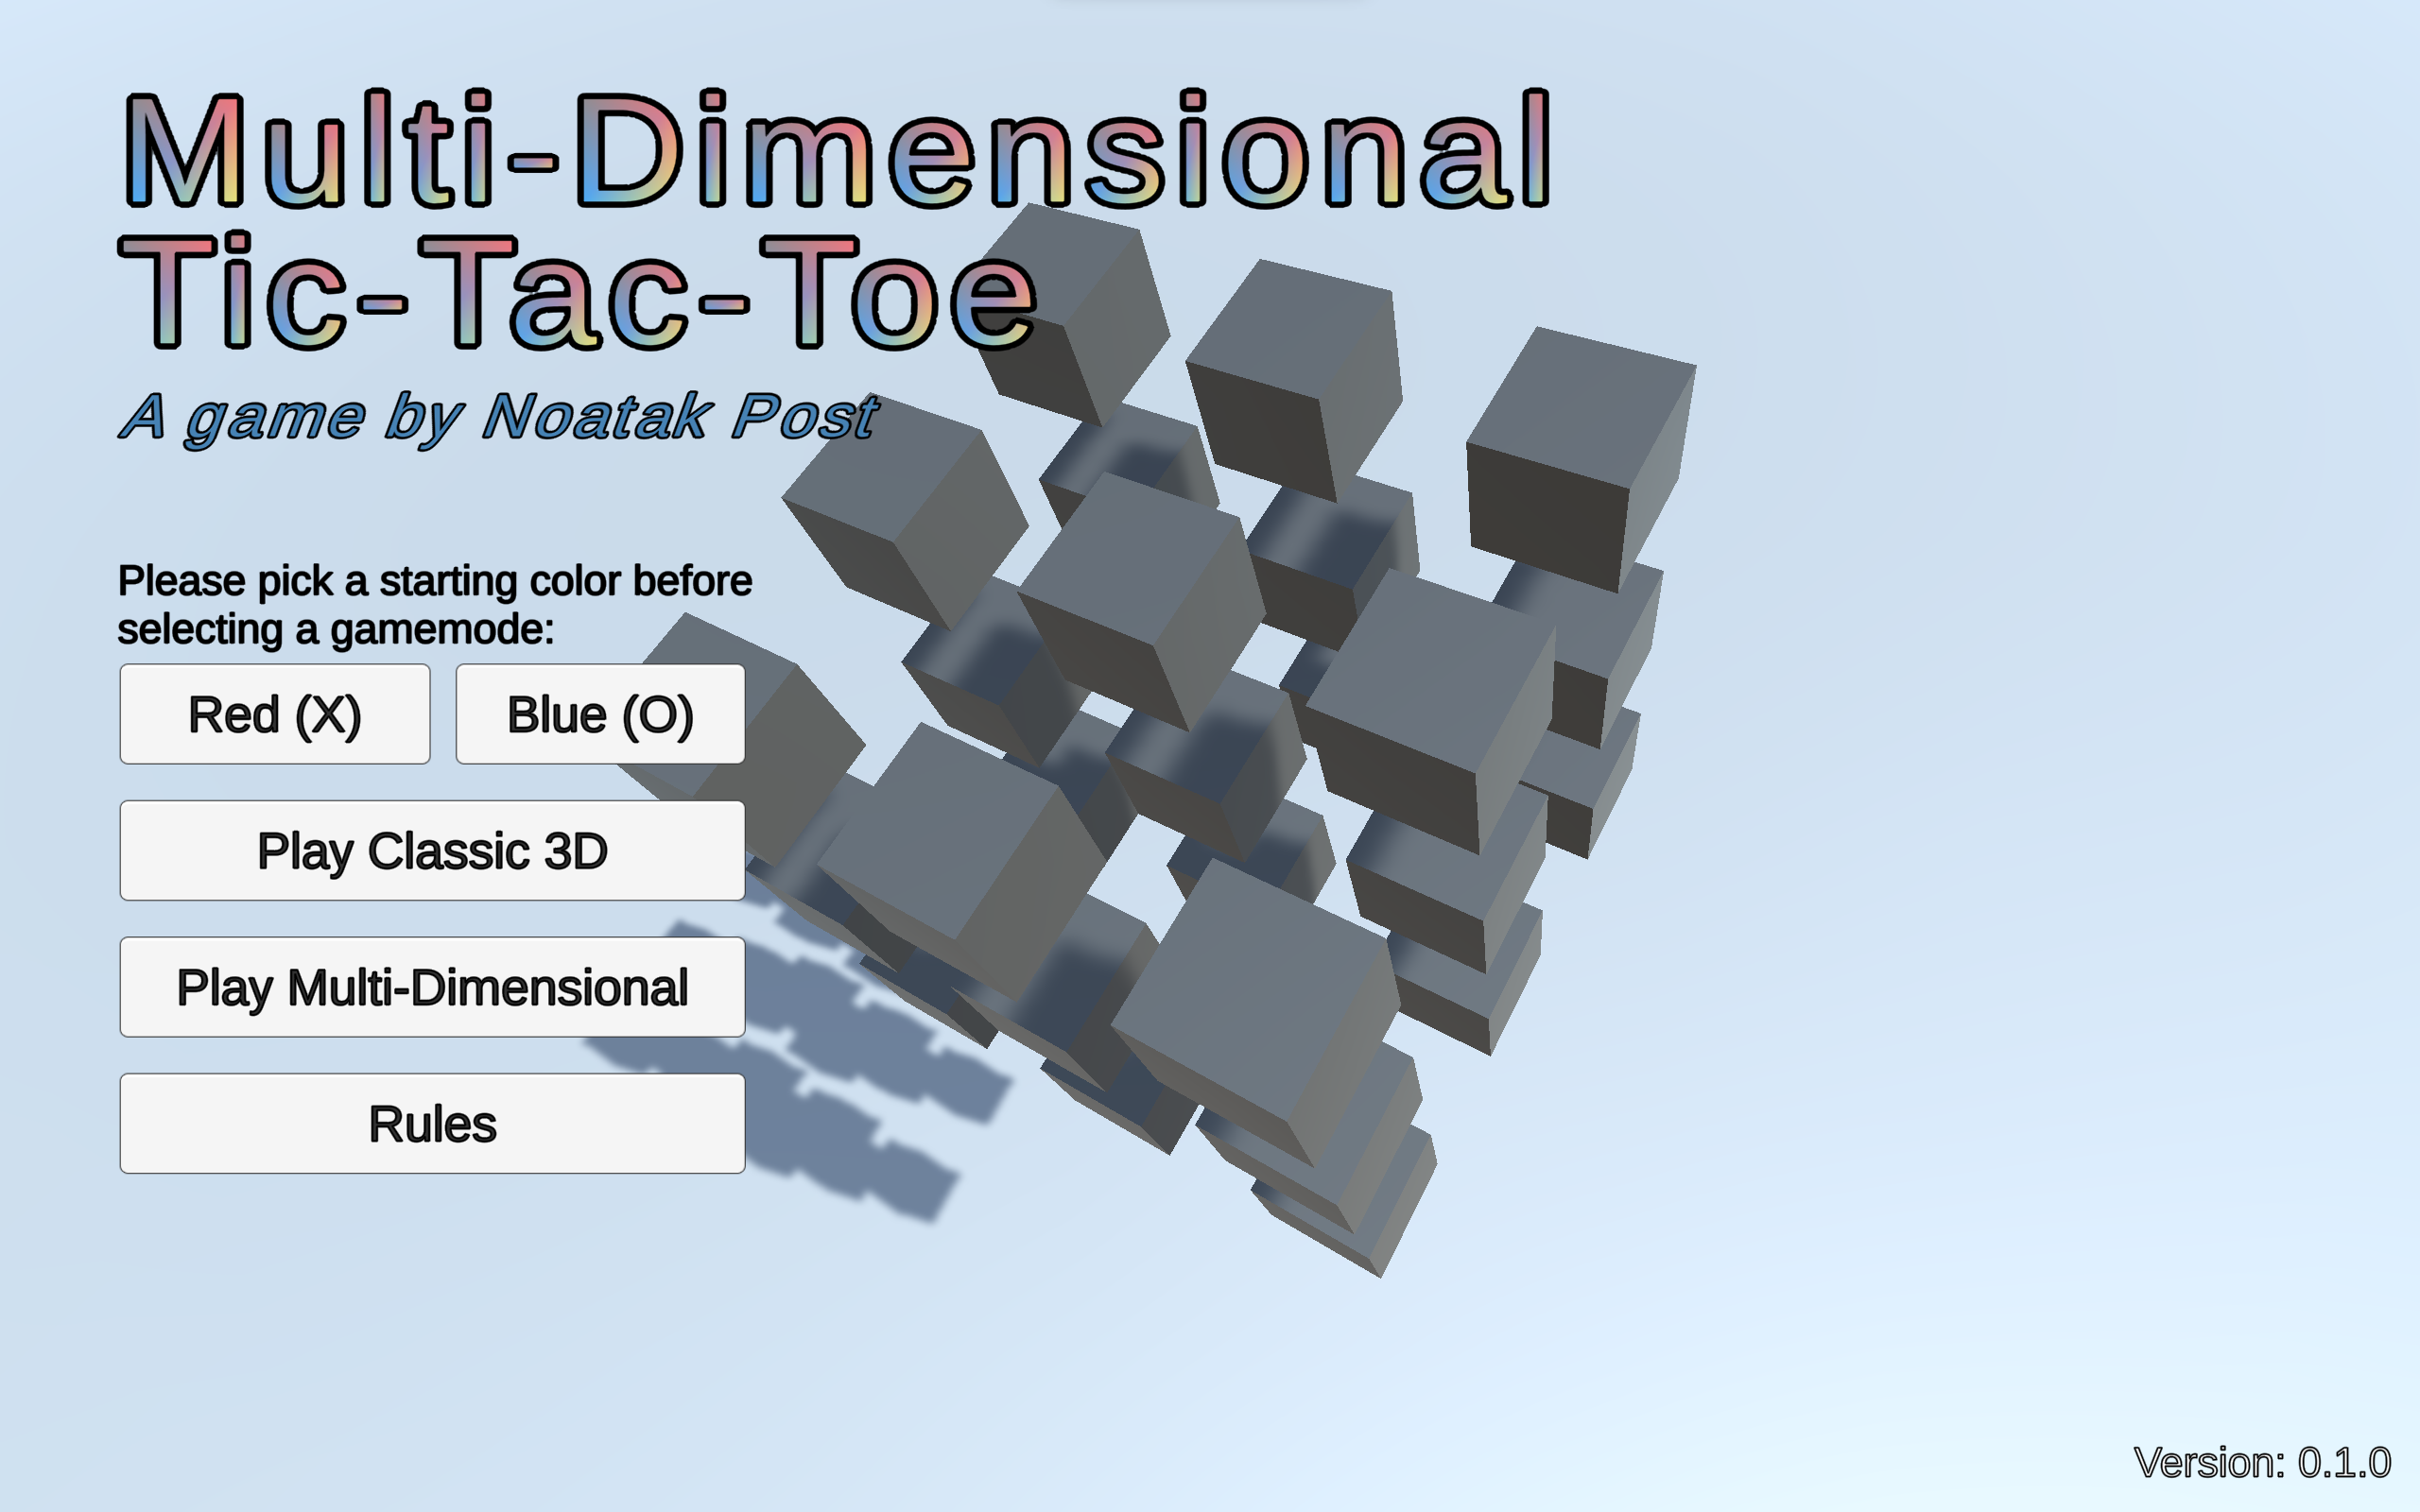 Multi-Dimensional
Tic-Tac-Toe
A game by Noatak Post
Please pick a starting color before
selecting a gamemode:
Red (X) Blue (O)
Play Classic 3D
Play Multi-Dimensional
Rules
Version: 0.1.0